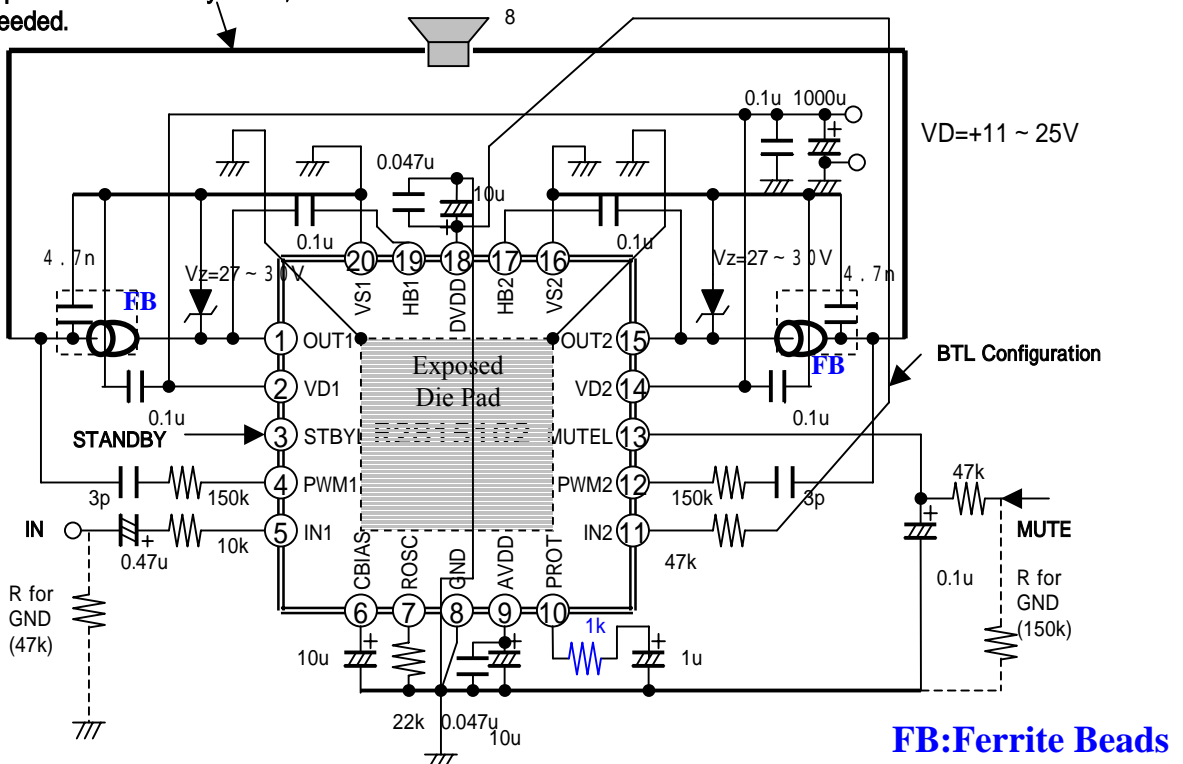 eeded.
8
0.1u 1000u
VD=+11 ~ 25V
0.047u
10u
0.1u
0.1u
4.7n
Vz=27 ~ 30V
Vz=27 ~ 30V
4.7n
FB
FB
20 19 18 17 16
VS1 HB1 DVDD HB2 VS2
1 OUT1
OUT2 15
Exposed
Die Pad
BTL Configuration
2 VD1
VD2 14
0.1u
0.1u
STANDBY
3 STBYL
R2A15102
MUTEL 13
4 PWM1
PWM2 12
3p 150k
150k 3p
47k
IN
5 IN1
IN2 11
MUTE
0.47u 10k
47k
0.1u
CBIAS ROSC GND AVDD PROT
6 7 8 9 10
R for
GND
(47k)
R for
GND
(150k)
1k
10u
1u
22k 0.047u
10u
FB:Ferrite Beads